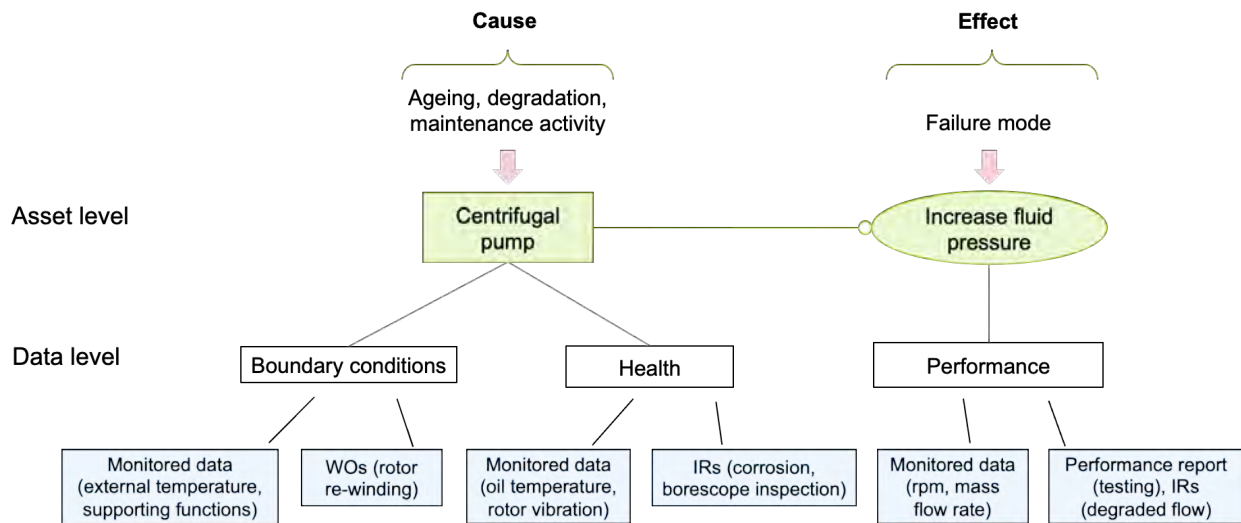 Cause
Effect
Ageing, degradation,
maintenance activity
Failure mode
Asset level
Centrifugal
pump
Increase fluid
pressure
Data level
Boundary conditions
Health
Performance
Monitored data
(external temperature,
supporting functions)
WOs (rotor
re-winding)
Monitored data
(oil temperature,
rotor vibration)
IRs (corrosion,
borescope inspection)
Monitored data
(rpm, mass
flow rate)
Performance report
(testing), IRs
(degraded flow)